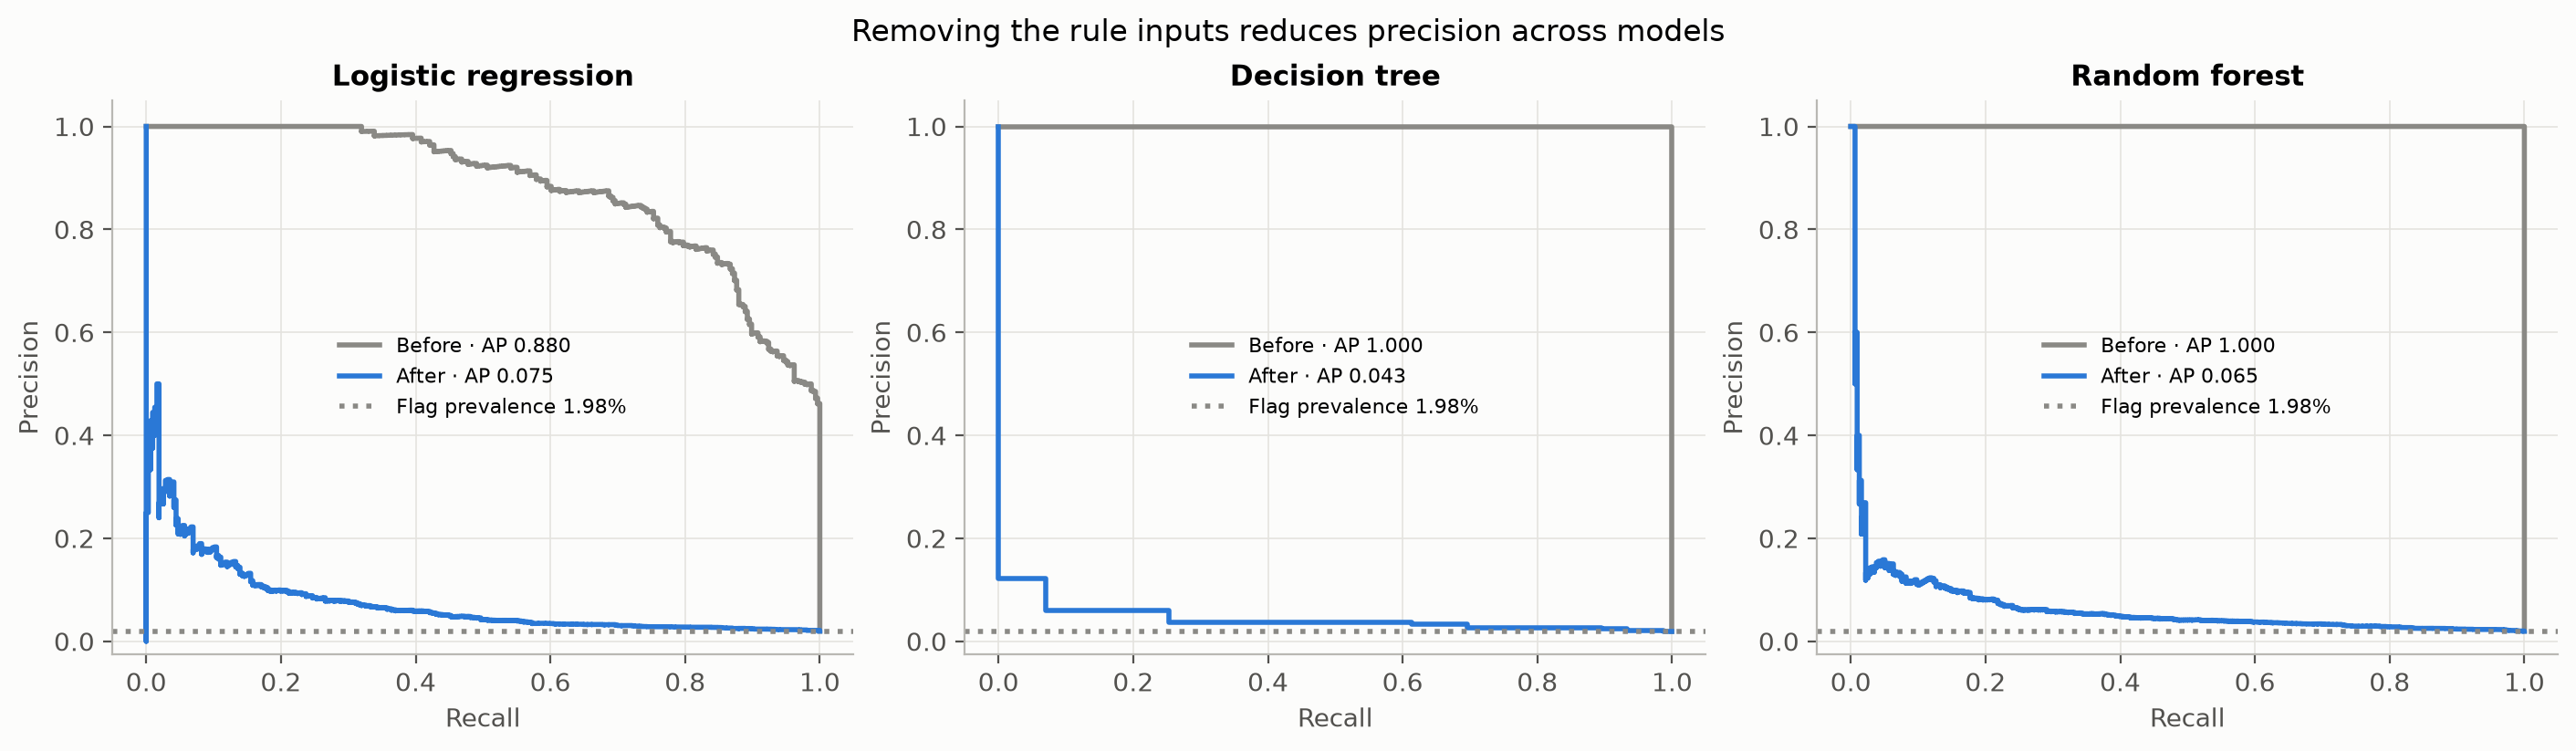 Removing the rule inputs reduces precision across models
Logistic regression
Precision
1.0
0.8
0.6
0.4
0.2
0.0
Before · AP 0.880
After · AP 0.075
Flag prevalence 1.98%
0.0 0.2 0.4 0.6 0.8 1.0
Recall
Decision tree
Precision
1.0
0.8
0.6
0.4
0.2
0.0
Before · AP 1.000
After · AP 0.043
Flag prevalence 1.98%
0.0 0.2 0.4 0.6 0.8 1.0
Recall
Random forest
Precision
1.0
0.8
0.6
0.4
0.2
0.0
Before · AP 1.000
After · AP 0.065
Flag prevalence 1.98%
0.0 0.2 0.4 0.6 0.8 1.0
Recall